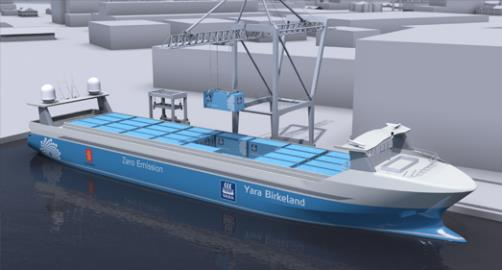 Zero Emission
Yara Birkeland